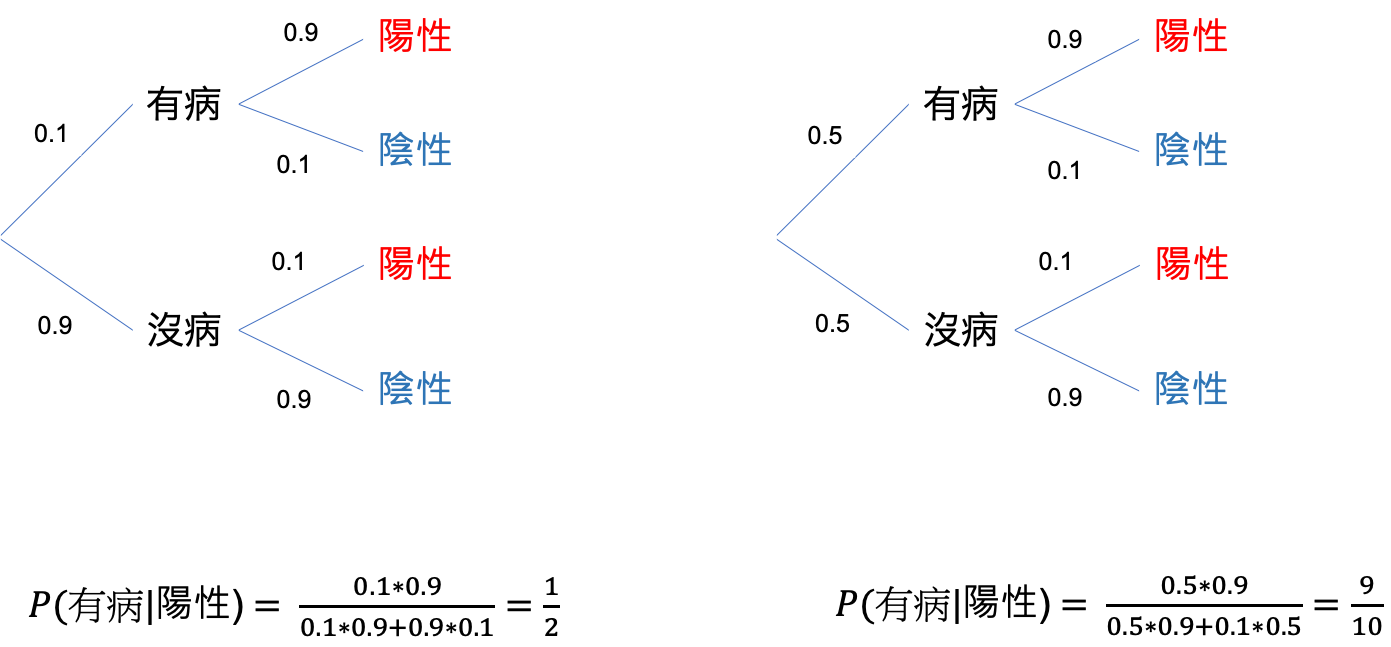 0.9 陽性
有病
0.1
陰性
0.1
0.1 陽性
0.9 沒病
陰性
0.9
0.9 陽性
有病
0.5
陰性
0.1
0.1 陽性
0.5 沒病
陰性
0.9
P(有病|陽性) = 0.1*0.9 / 0.1*0.9+0.9*0.1 = 1/2
P(有病|陽性) = 0.5*0.9 / 0.5*0.9+0.1*0.5 = 9/10